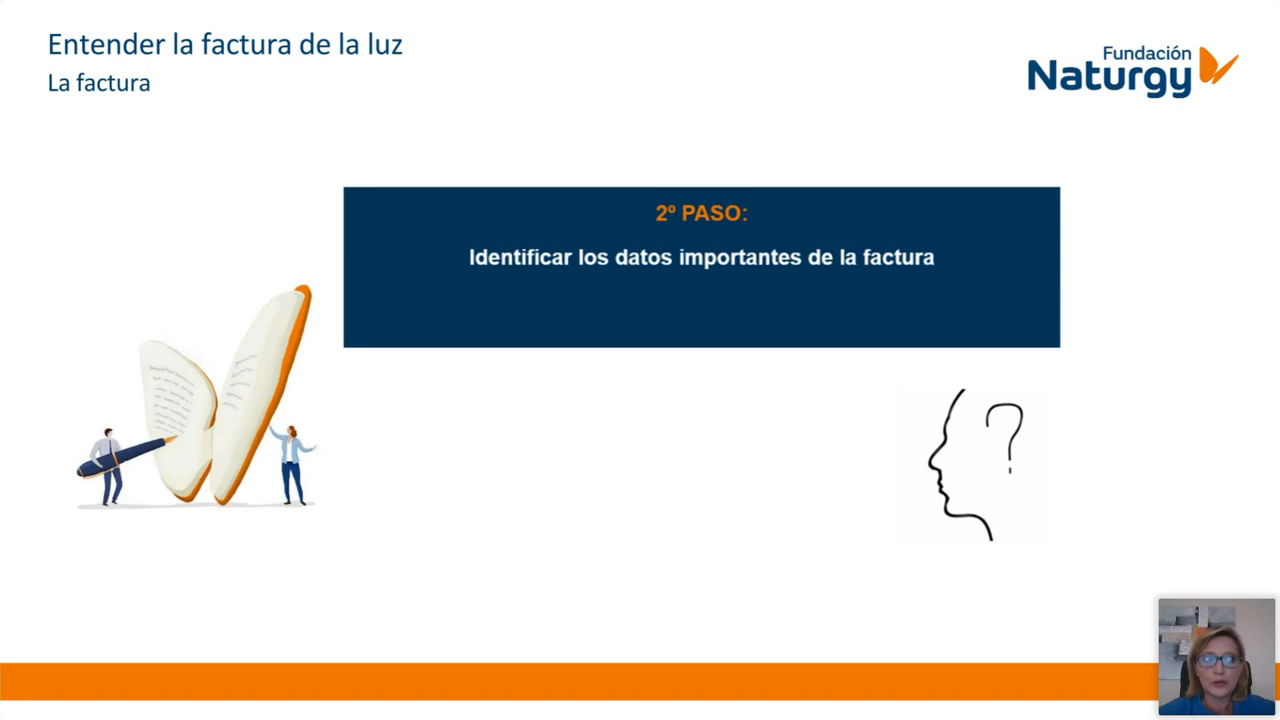 Entender la factura de la luz
La factura
Fundación
Naturgy
2º PASO:
Identificar los datos importantes de la factura
?